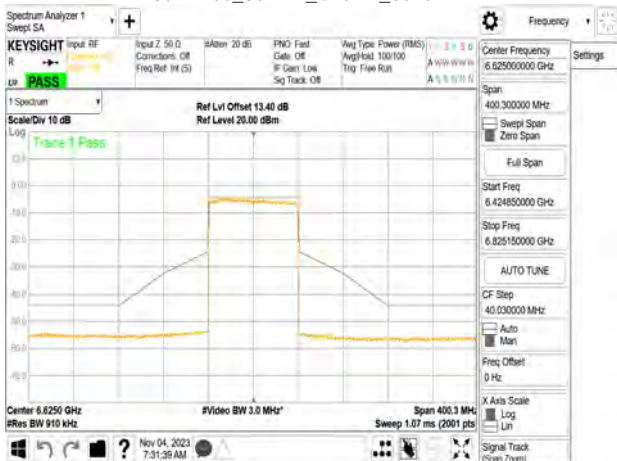 Spectrum Analyzer 1
Swept SA
Frequency
KEYSIGHT
Input: RF
Input Z: 50 Ω
#Atten: 20 dB
PNO: Fast
Avg Type: Power (RMS)
Corrections: Off
Gate: Off
Avg|Hold: 100/100
Freq Ref: Int (S)
IF Gain: Low
Trig: Free Run
Sig Track: Off
R
PASS
1 Spectrum
Ref Lvl Offset 13.40 dB
Scale/Div 10 dB
Ref Level 20.00 dBm
Log
Trace 1 Pass
Center 6.6250 GHz
#Video BW 3.0 MHz*
Span 400.3 MHz
#Res BW 910 kHz
Sweep 1.07 ms (2001 pts
Nov 04, 2023
7:31:39 AM
Center Frequency
6.625000000 GHz
Settings
Span
400.300000 MHz
Swept Span
Zero Span
Full Span
Start Freq
6.424850000 GHz
Stop Freq
6.825150000 GHz
AUTO TUNE
CF Step
40.030000 MHz
Auto
Man
Freq Offset
0 Hz
X Axis Scale
Log
Lin
Signal Track
(Span Zoom)